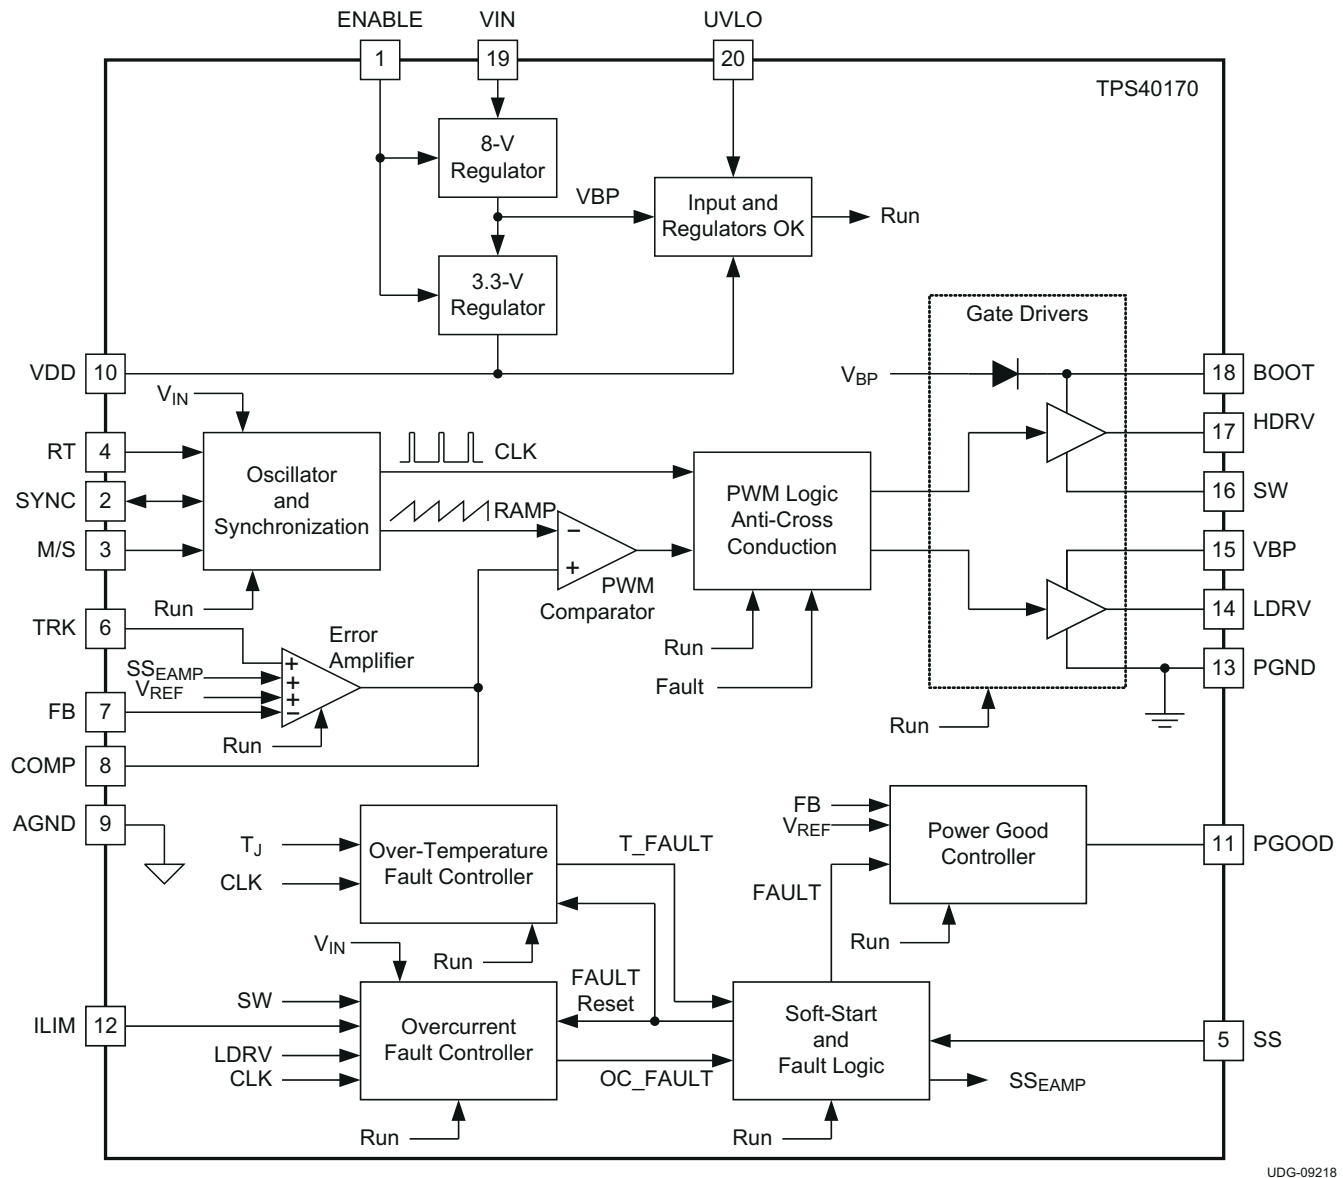 ENABLE VIN UVLO
1 19 20
TPS40170
8-V
Regulator
VBP
Input and
Regulators OK
Run
3.3-V
Regulator
Gate Drivers
VDD 10
VIN
VBP
18 BOOT
RT 4
Oscillator
and
Synchronization
CLK
17 HDRV
SYNC 2
RAMP
PWM Logic
Anti-Cross
Conduction
16 SW
M/S 3
−
+
PWM
Comparator
15 VBP
Run
14 LDRV
TRK 6
Error
Amplifier
Run
SSEAMP
VREF
+
+
+
−
Fault
13 PGND
FB 7
Run
Run
COMP 8
AGND 9
FB
VREF
Power Good
Controller
11 PGOOD
TJ
CLK
Over-Temperature
Fault Controller
T_FAULT
FAULT
Run
VIN
Run
FAULT
Reset
SW
ILIM 12
LDRV
CLK
Overcurrent
Fault Controller
OC_FAULT
Soft-Start
and
Fault Logic
5 SS
SSEAMP
Run
Run
UDG-09218